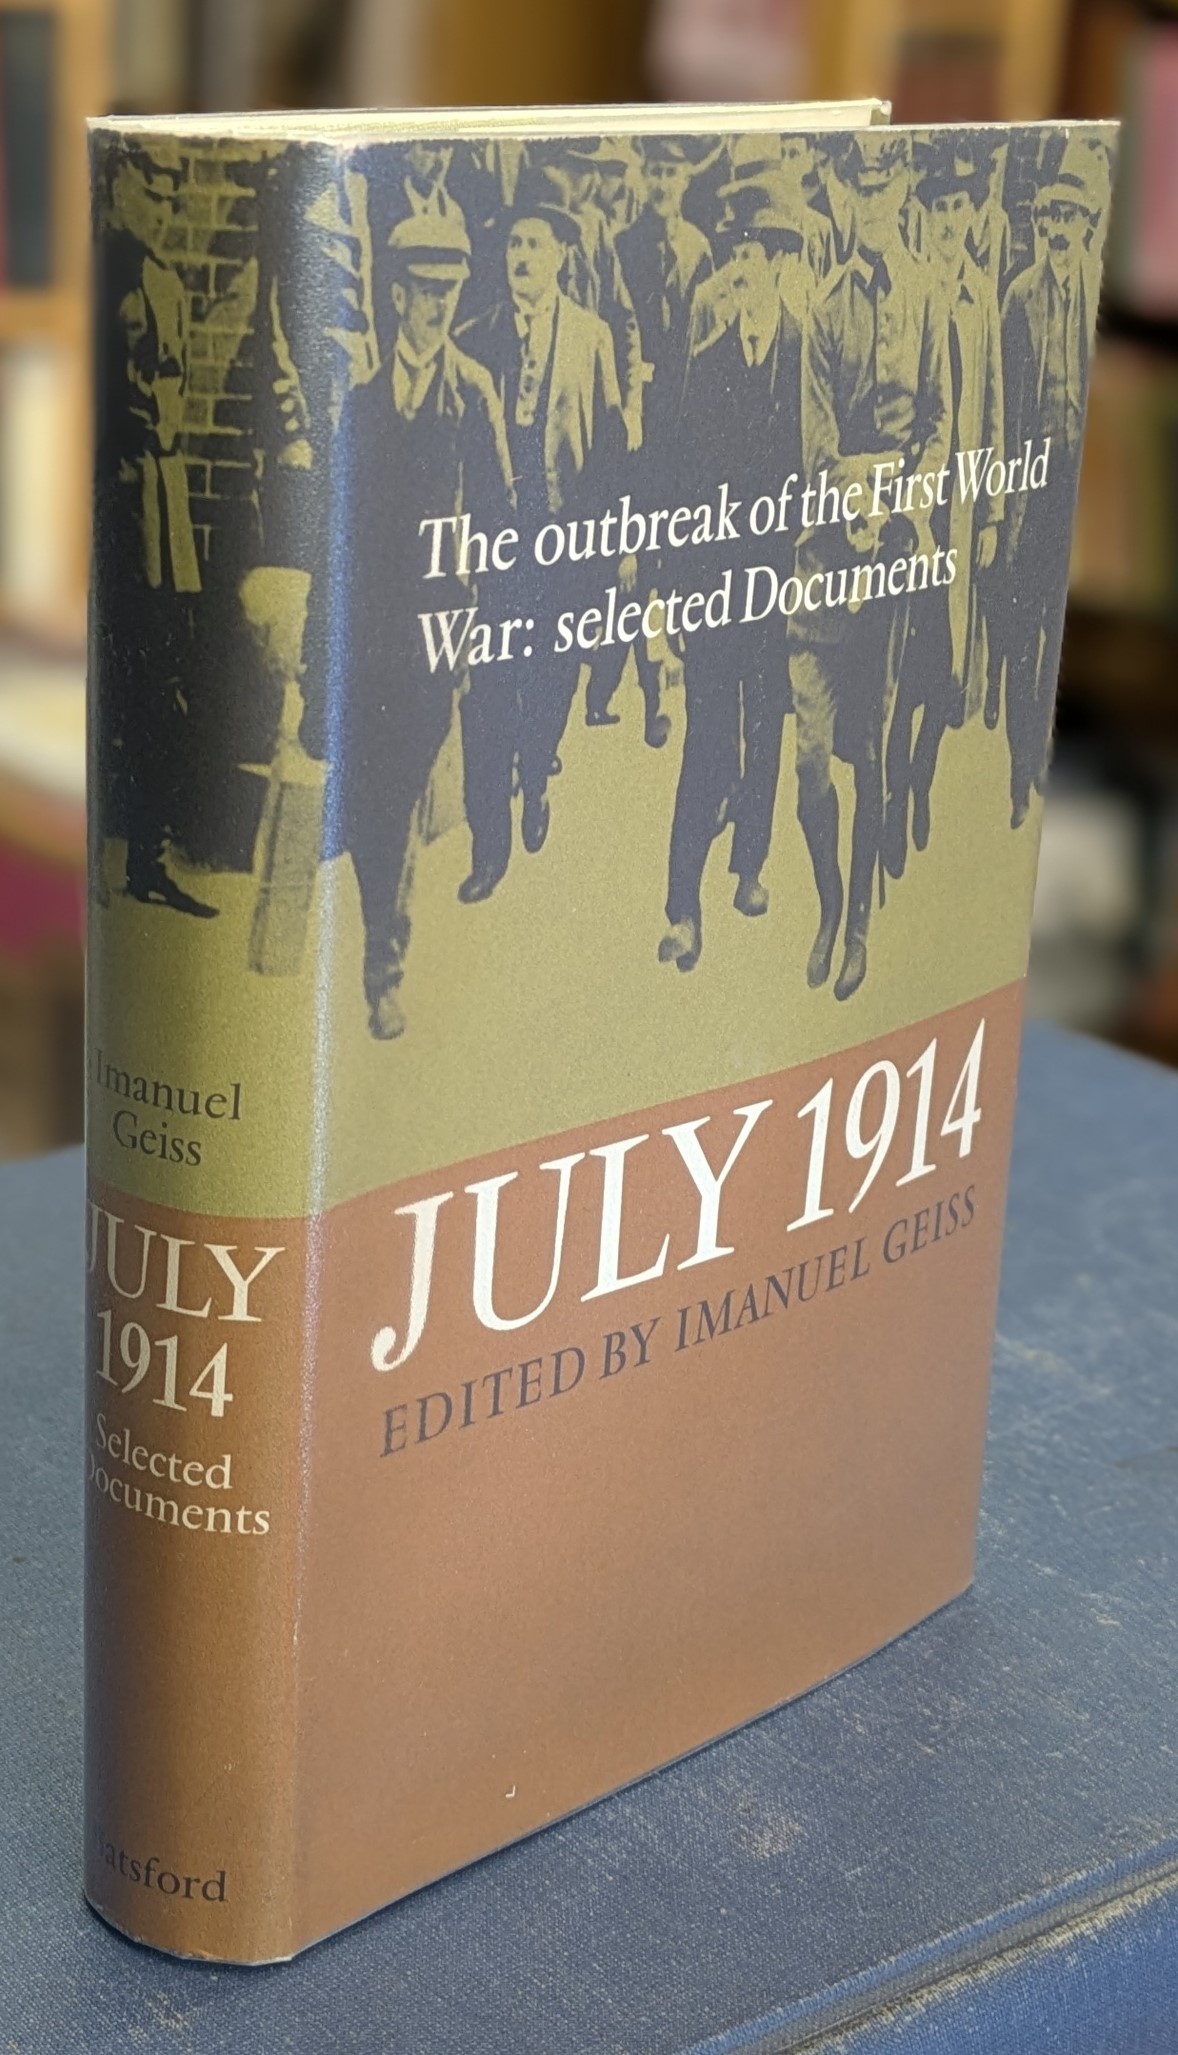 The outbreak of the First World
War: selected Documents
JULY 1914
EDITED BY IMANUEL GEISS
Imanuel
Geiss
JULY
1914
Selected
Documents
Batsford